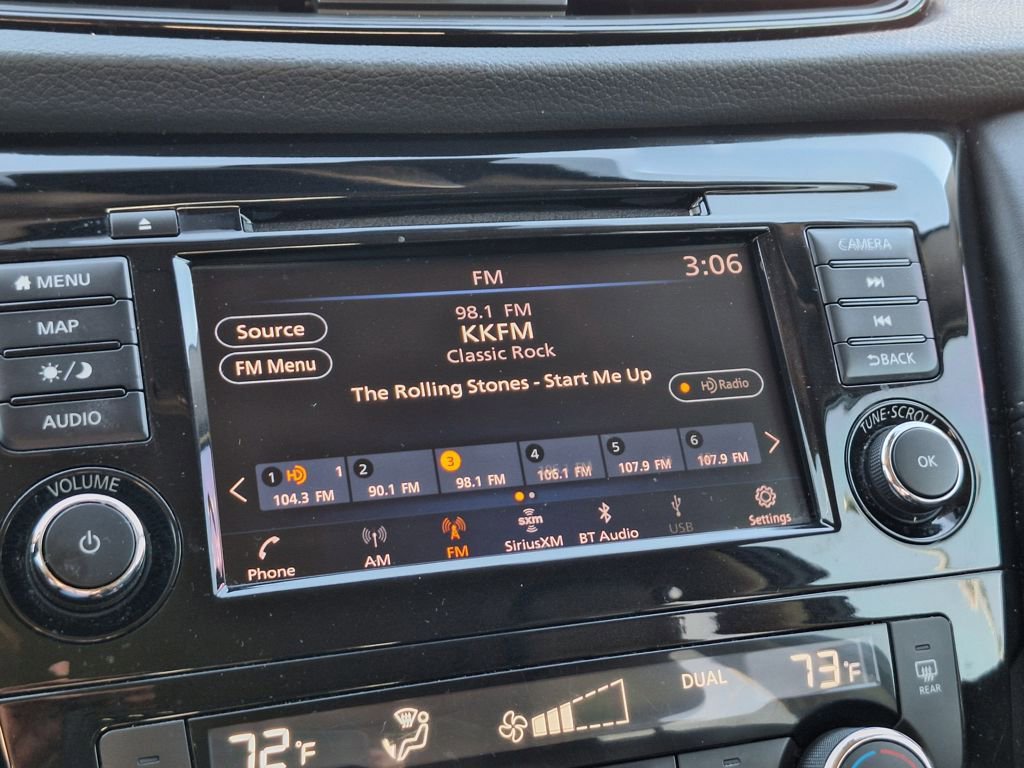 FM
3:06
98.1 FM
KKFM
Classic Rock
Source
FM Menu
The Rolling Stones - Start Me Up
HD Radio
1 HD 1
104.3 FM
2
90.1 FM
3
98.1 FM
4
106.1 FM
5
107.9 FM
6
107.9 FM
Phone
AM
FM
sxm
SiriusXM
BT Audio
USB
Settings
MENU
MAP
/
AUDIO
VOLUME
CAMERA
BACK
TUNE·SCROLL
OK
72°F
DUAL
73°F
REAR